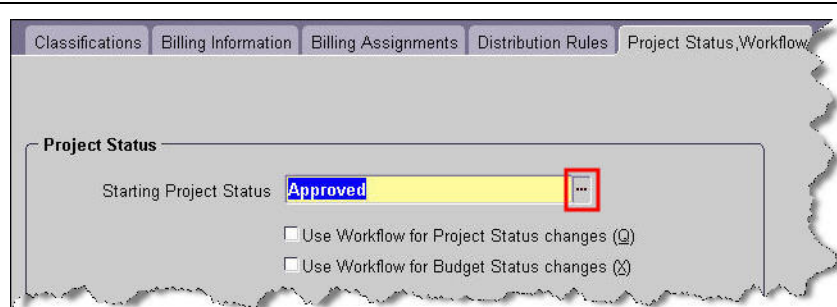 Classifications Billing Information Billing Assignments Distribution Rules Project Status,Workflow
Project Status
Starting Project Status Approved ...
Use Workflow for Project Status changes (Q)
Use Workflow for Budget Status changes (X)